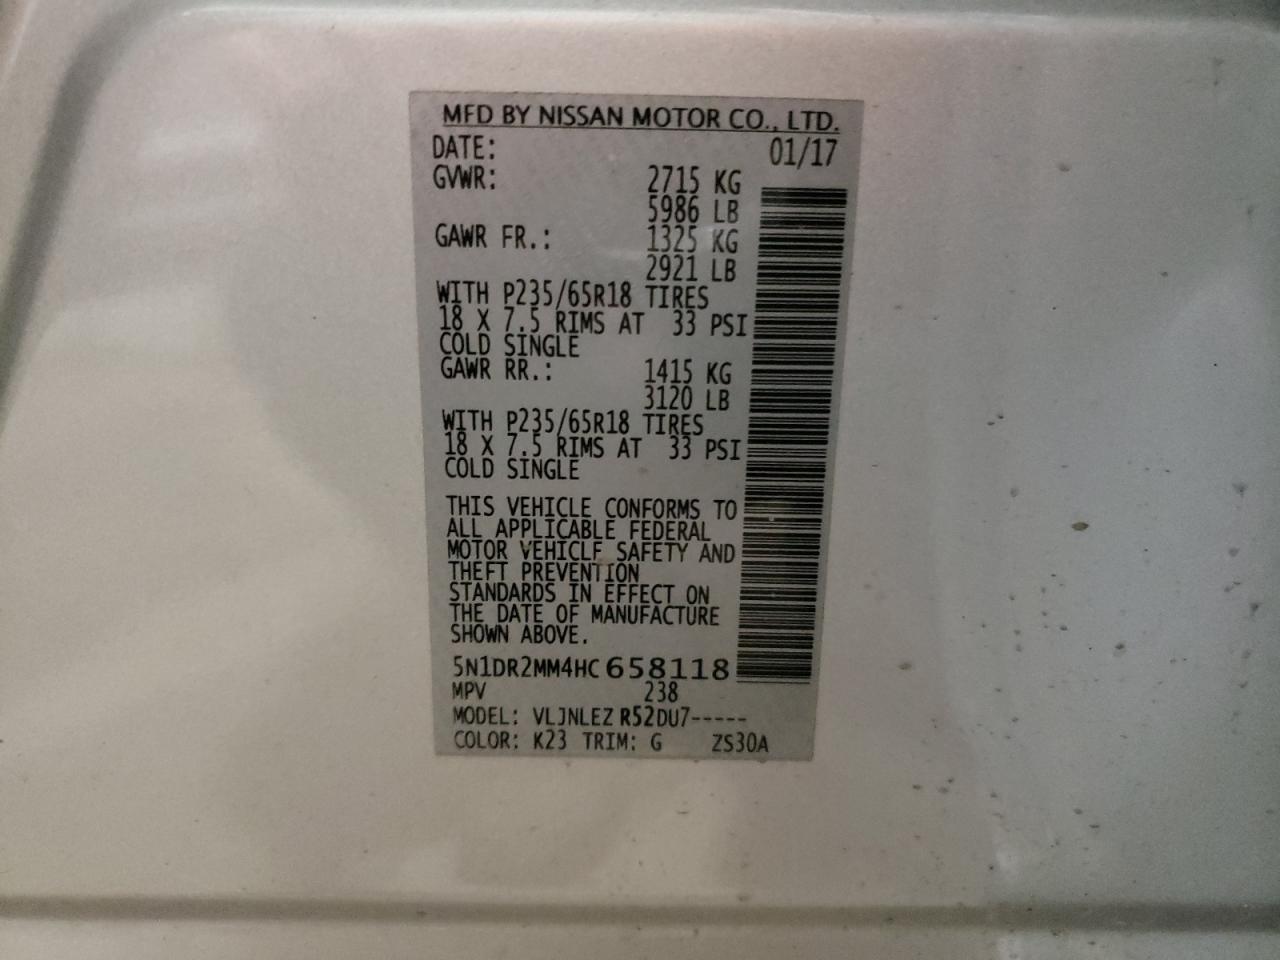 MFD BY NISSAN MOTOR CO., LTD.
DATE: 01/17
GVWR: 2715 KG
5986 LB
GAWR FR.: 1325 KG
2921 LB
WITH P235/65R18 TIRES
18 X 7.5 RIMS AT 33 PSI
COLD SINGLE
GAWR RR.: 1415 KG
3120 LB
WITH P235/65R18 TIRES
18 X 7.5 RIMS AT 33 PSI
COLD SINGLE
THIS VEHICLE CONFORMS TO
ALL APPLICABLE FEDERAL
MOTOR VEHICLE SAFETY AND
THEFT PREVENTION
STANDARDS IN EFFECT ON
THE DATE OF MANUFACTURE
SHOWN ABOVE.
5N1DR2MM4HC658118
MPV 238
MODEL: VLJNLEZ R52DU7-----
COLOR: K23 TRIM: G ZS30A